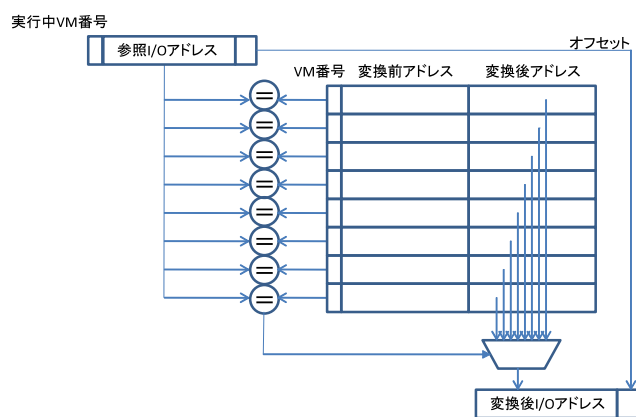 実行中VM番号
参照I/Oアドレス
オフセット
VM番号 変換前アドレス 変換後アドレス
==
==
==
==
==
==
==
==
変換後I/Oアドレス